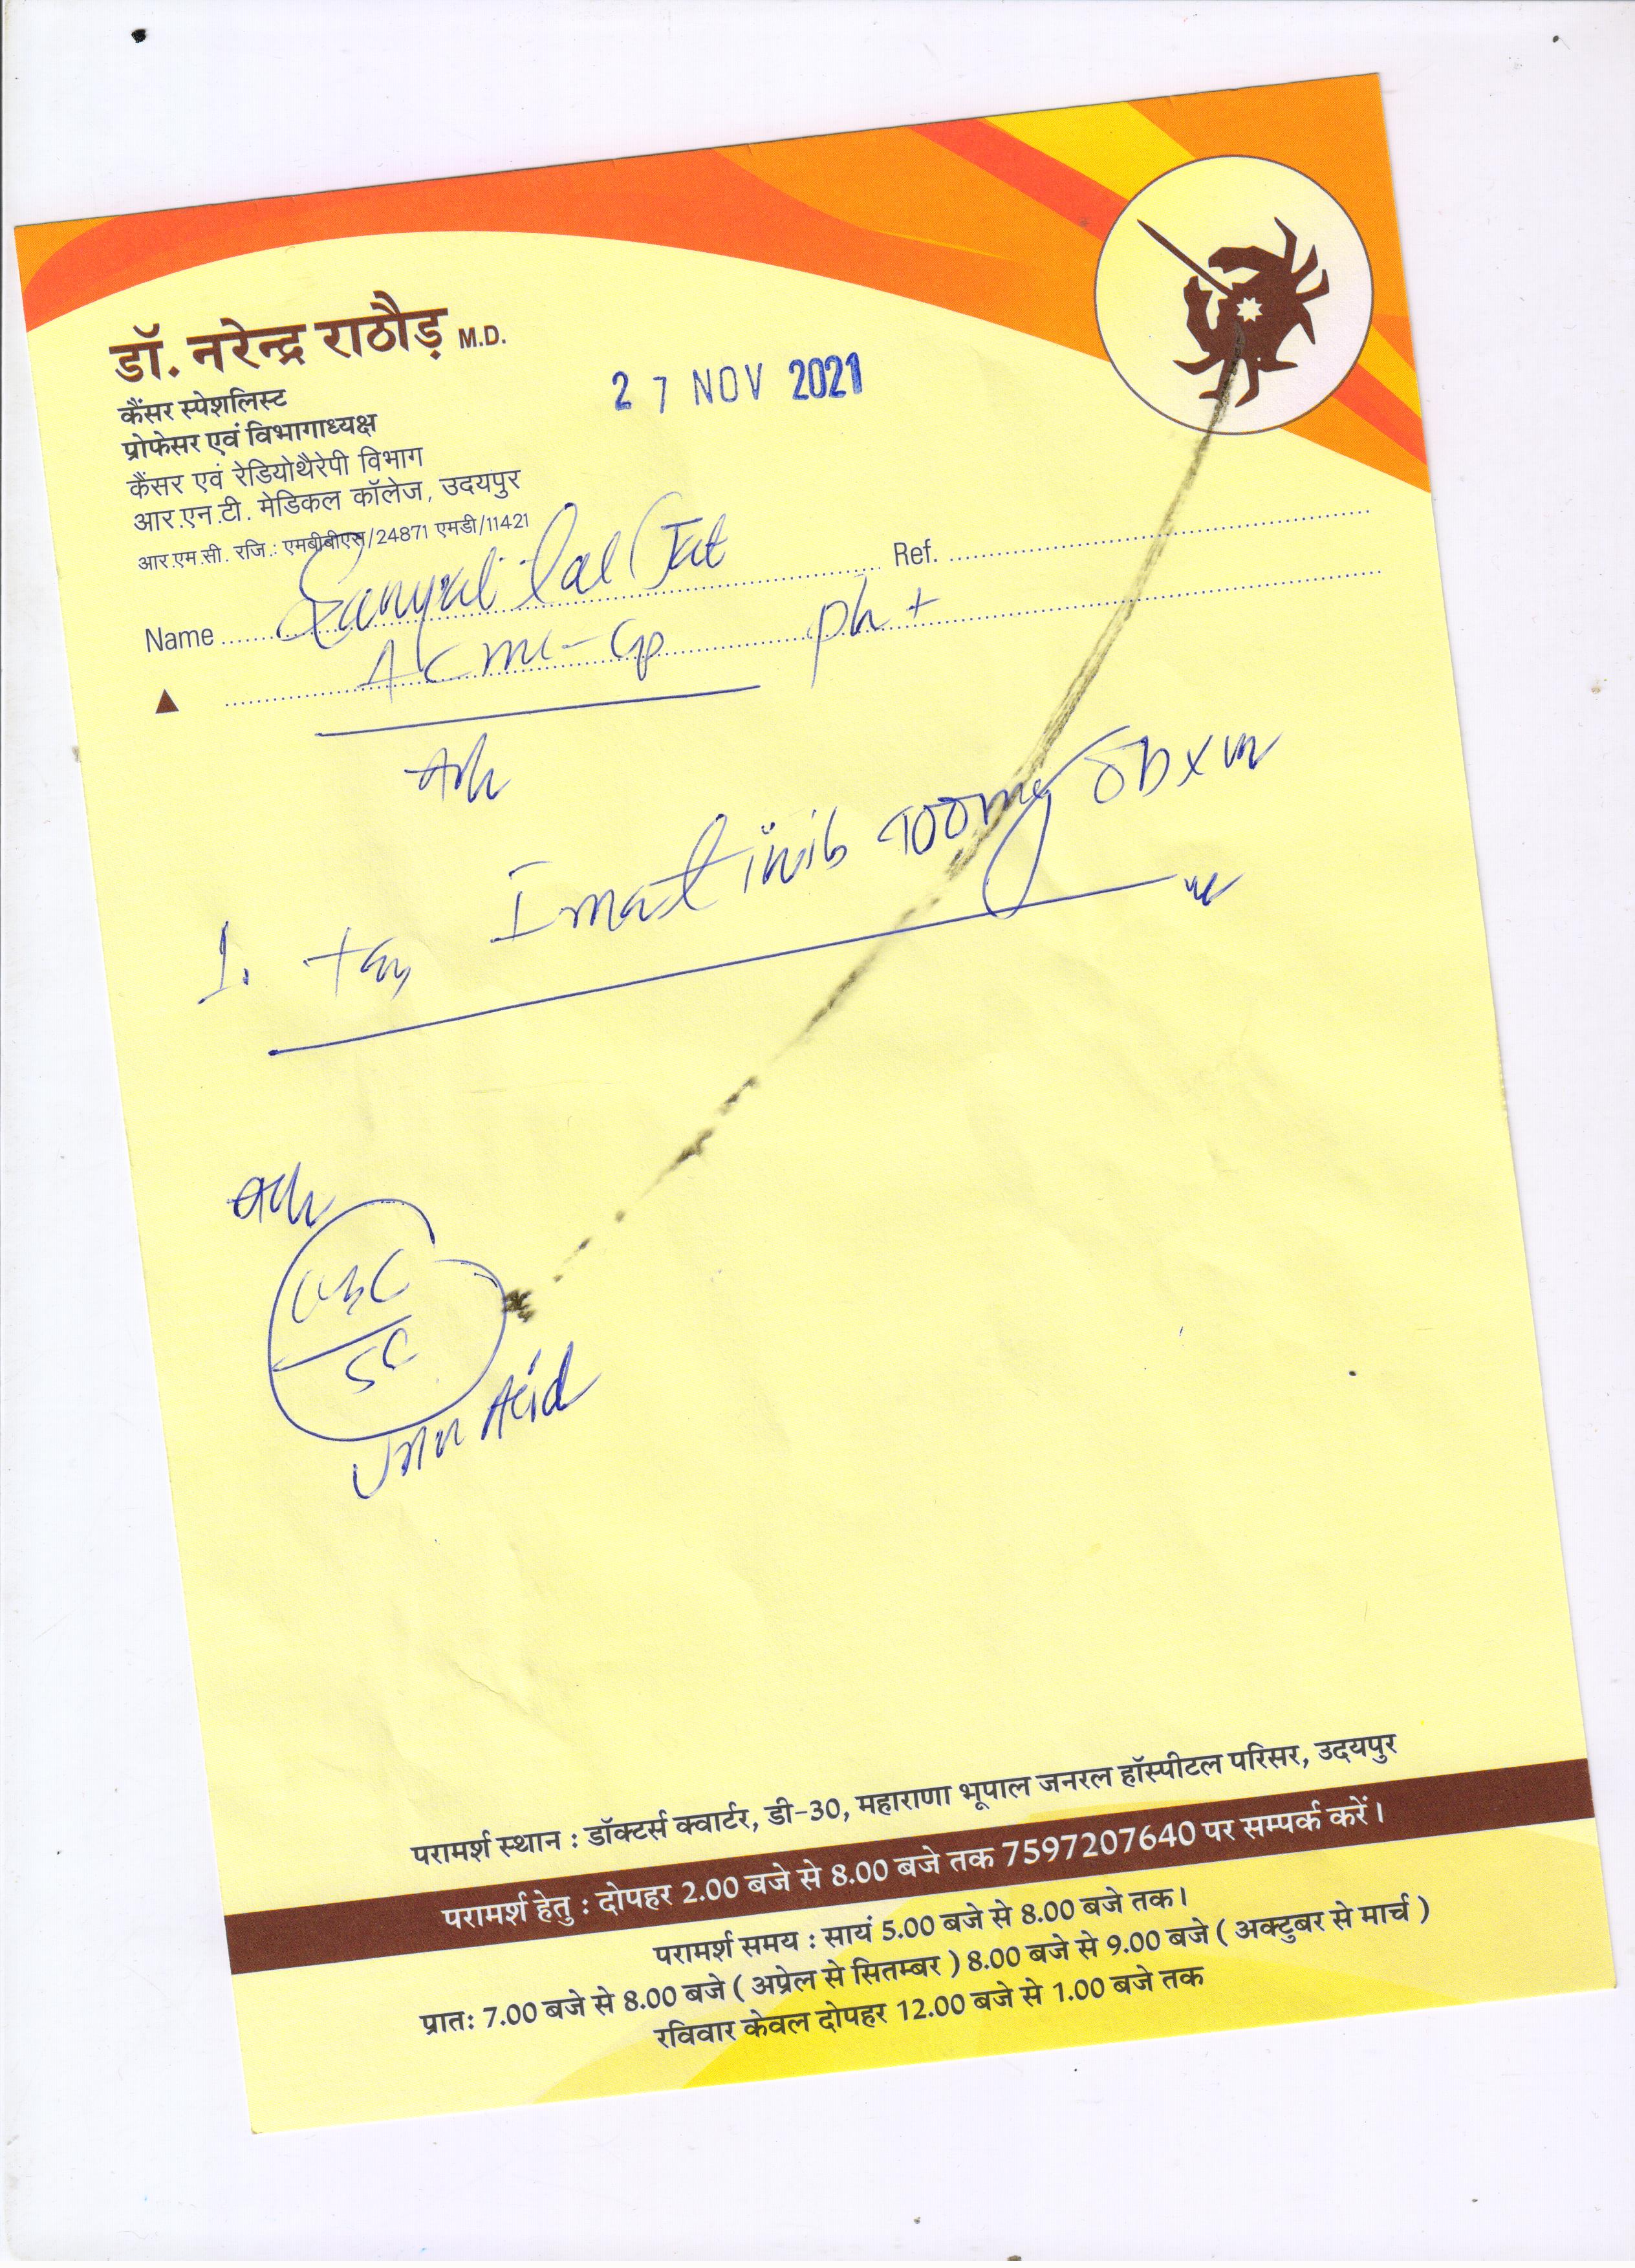 डॉ. नरेन्द्र राठौड़ M.D.
कैंसर स्पेशलिस्ट
प्रोफेसर एवं विभागाध्यक्ष
कैंसर एवं रेडियोथैरेपी विभाग
आर.एन.टी. मेडिकल कॉलेज, उदयपुर
आर.एम.सी. रजि.: एमबीबीएस/24871 एमडी/11421
27 NOV 2021
Name Lal Jat Ref.
Ph+
1. Imatinib 400mg OD x
Acid
परामर्श स्थान : डॉक्टर्स क्वार्टर, डी-30, महाराणा भूपाल जनरल हॉस्पीटल परिसर, उदयपुर
परामर्श हेतु : दोपहर 2.00 बजे से 8.00 बजे तक 7597207640 पर सम्पर्क करें।
परामर्श समय : सायं 5.00 बजे से 8.00 बजे तक।
प्रातः 7.00 बजे से 8.00 बजे ( अप्रेल से सितम्बर ) 8.00 बजे से 9.00 बजे ( अक्टुबर से मार्च )
रविवार केवल दोपहर 12.00 बजे से 1.00 बजे तक